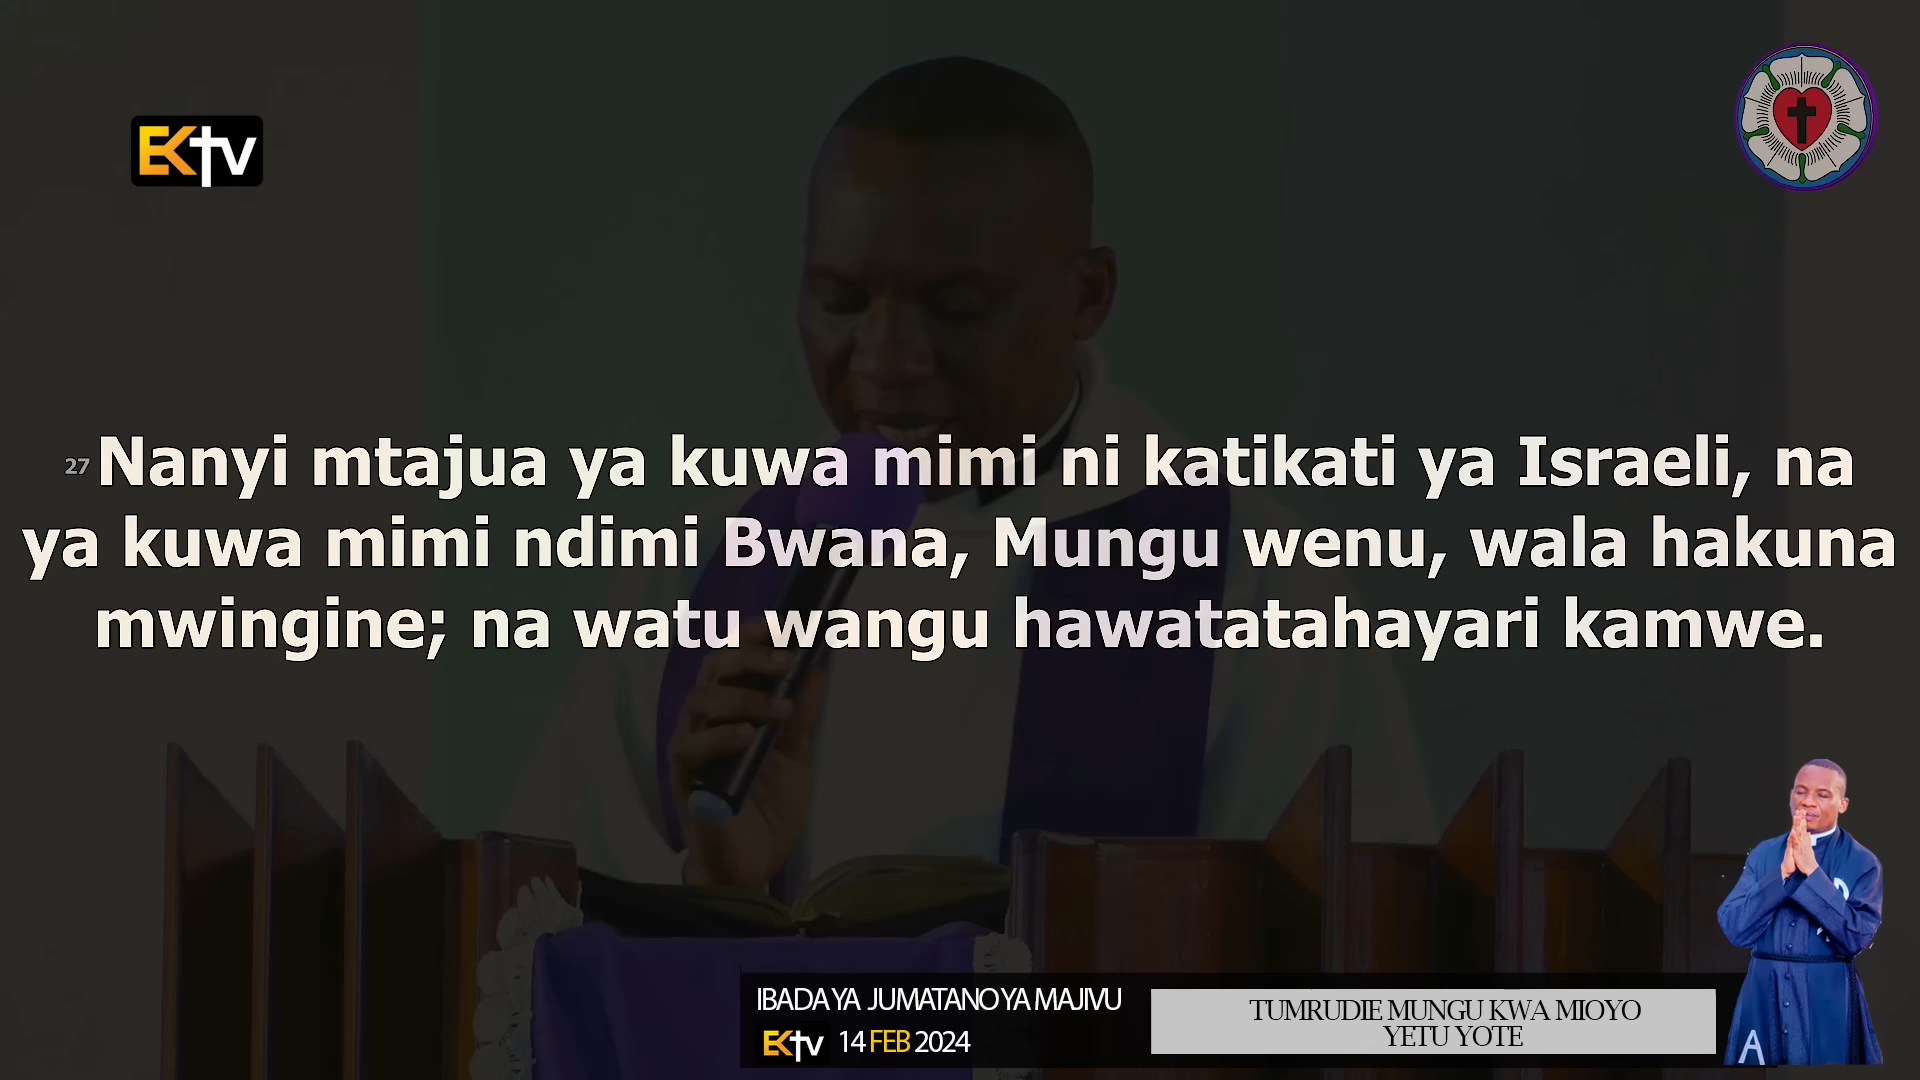 EKtv
27 Nanyi mtajua ya kuwa mimi ni katikati ya Israeli, na
ya kuwa mimi ndimi Bwana, Mungu wenu, wala hakuna
mwingine; na watu wangu hawatatahayari kamwe.
IBADA YA JUMATANO YA MAJIVU
EKtv 14 FEB 2024
TUMRUDIE MUNGU KWA MIOYO
YETU YOTE
A